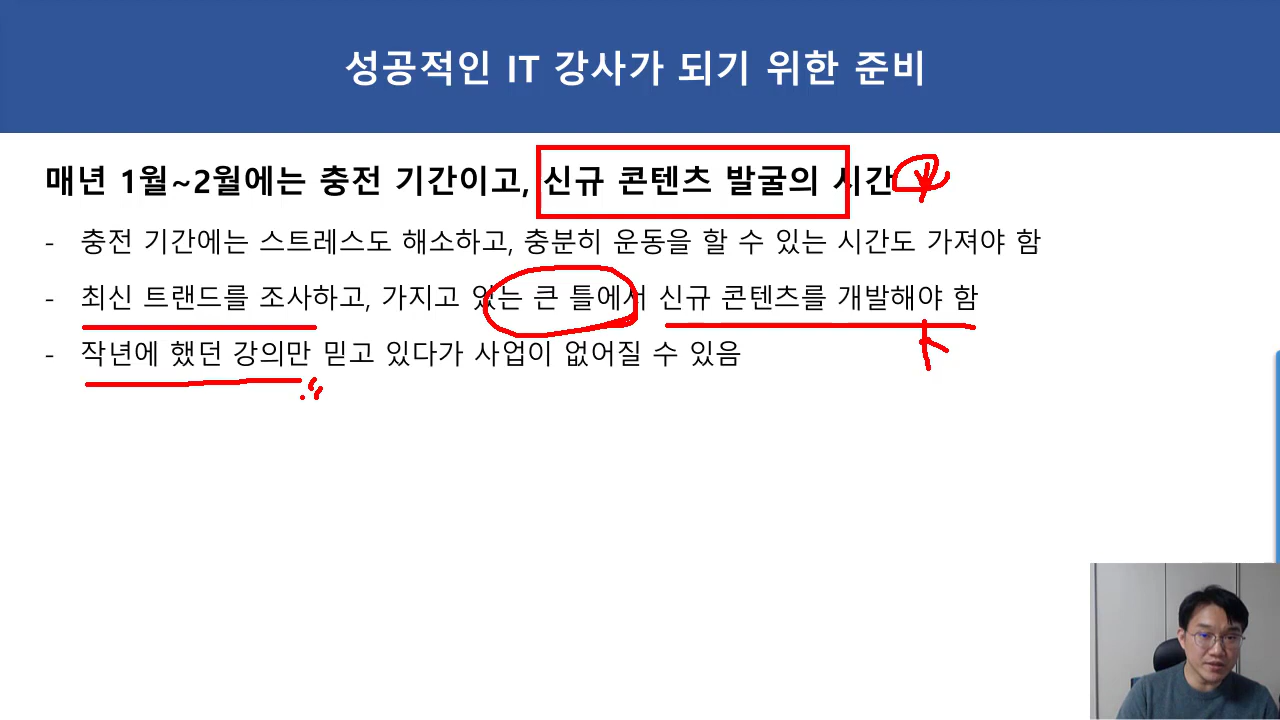 성공적인 IT 강사가 되기 위한 준비
매년 1월~2월에는 충전 기간이고, 신규 콘텐츠 발굴의 시간
- 충전 기간에는 스트레스도 해소하고, 충분히 운동을 할 수 있는 시간도 가져야 함
- 최신 트랜드를 조사하고, 가지고 있는 큰 틀에서 신규 콘텐츠를 개발해야 함
- 작년에 했던 강의만 믿고 있다가 사업이 없어질 수 있음